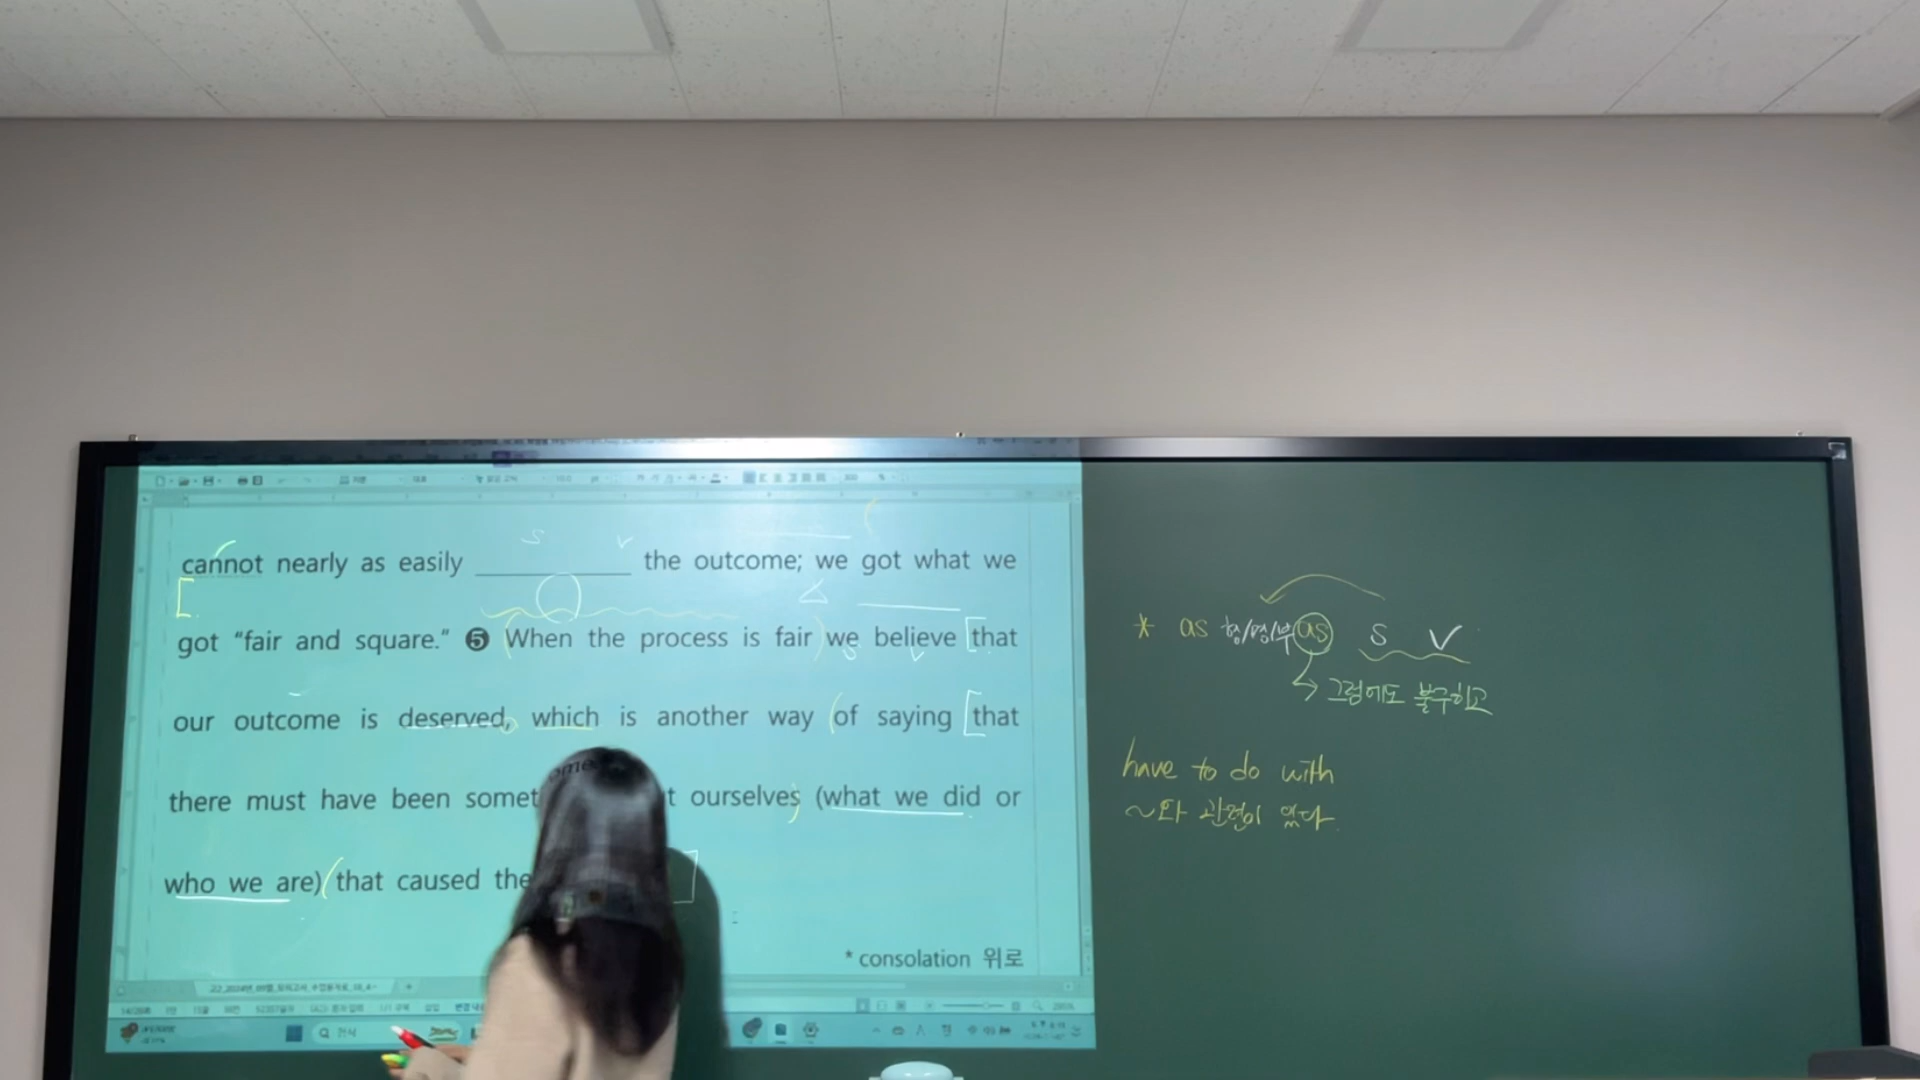 cannot nearly as easily __________ the outcome; we got what we
got “fair and square.” ❺ When the process is fair we believe that
our outcome is deserved, which is another way of saying that
there must have been somet t ourselves (what we did or
who we are) that caused the
* consolation 위로
S V
S V
* as 형/명/부 as S V
→ 그럼에도 불구하고
have to do with
~와 관련이 있다